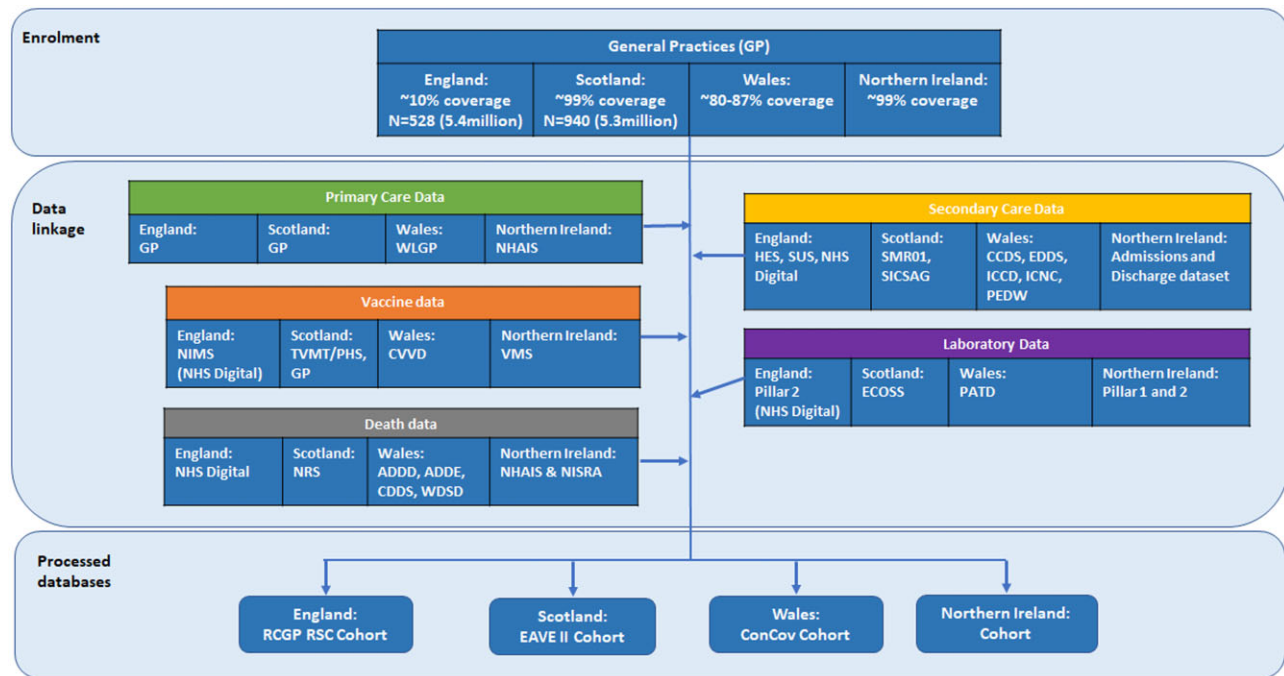 Enrolment
General Practices (GP)
England:
~10% coverage
N=528 (5.4million)
Scotland:
~99% coverage
N=940 (5.3million)
Wales:
~80-87% coverage
Northern Ireland:
~99% coverage
Data
linkage
Primary Care Data
England:
GP
Scotland:
GP
Wales:
WLGP
Northern Ireland:
NHAIS
Secondary Care Data
England:
HES, SUS, NHS
Digital
Scotland:
SMR01,
SICSAG
Wales:
CCDS, EDDS,
ICCD, ICNC,
PEDW
Northern Ireland:
Admissions and
Discharge dataset
Vaccine data
England:
NIMS
(NHS Digital)
Scotland:
TVMT/PHS,
GP
Wales:
CVVD
Northern Ireland:
VMS
Laboratory Data
England:
Pillar 2
(NHS Digital)
Scotland:
ECOSS
Wales:
PATD
Northern Ireland:
Pillar 1 and 2
Death data
England:
NHS Digital
Scotland:
NRS
Wales:
ADDD, ADDE,
CDDS, WDSD
Northern Ireland:
NHAIS & NISRA
Processed
databases
England:
RCGP RSC Cohort
Scotland:
EAVE II Cohort
Wales:
ConCov Cohort
Northern Ireland:
Cohort